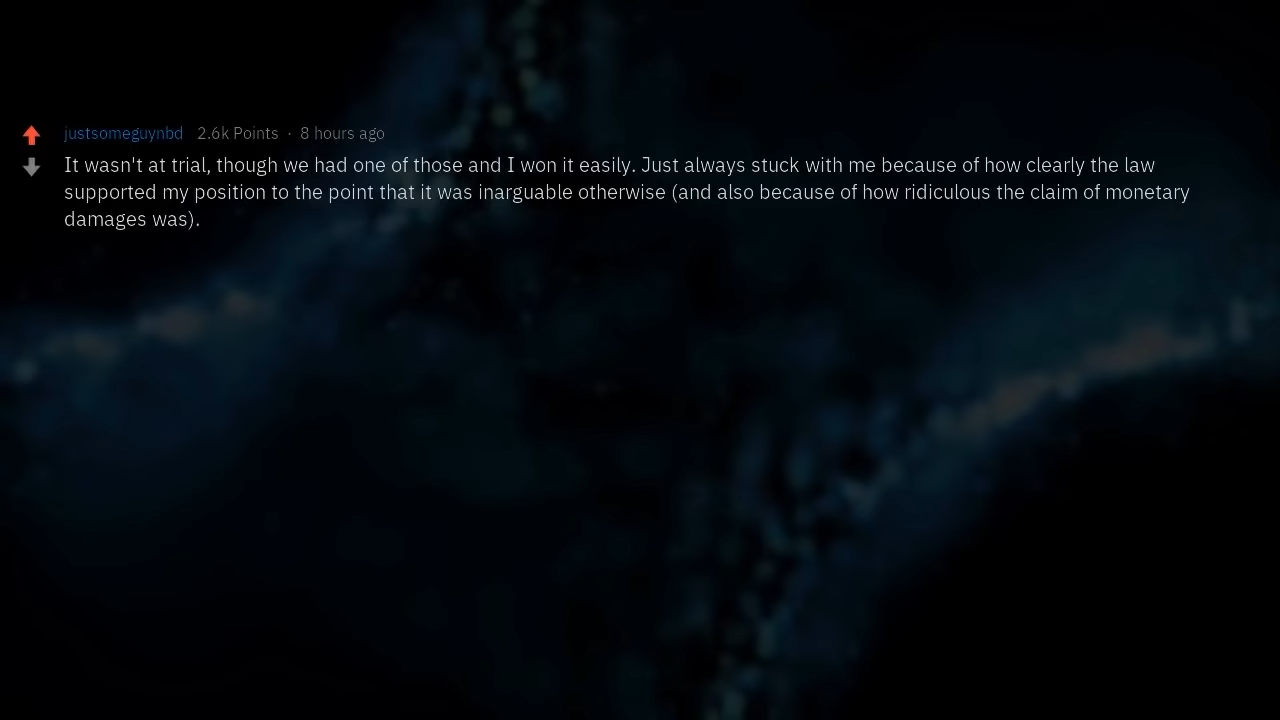 justsomeguynbd 2.6k Points · 8 hours ago
It wasn't at trial, though we had one of those and I won it easily. Just always stuck with me because of how clearly the law
supported my position to the point that it was inarguable otherwise (and also because of how ridiculous the claim of monetary
damages was).